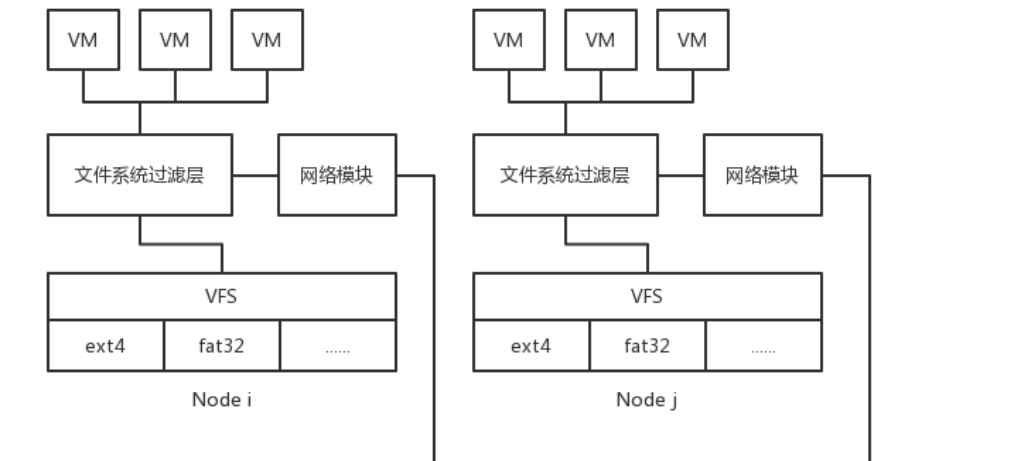 VM VM VM VM VM VM
文件系统过滤层 网络模块 文件系统过滤层 网络模块
VFS VFS
ext4 fat32 ...... ext4 fat32 ......
Node i Node j